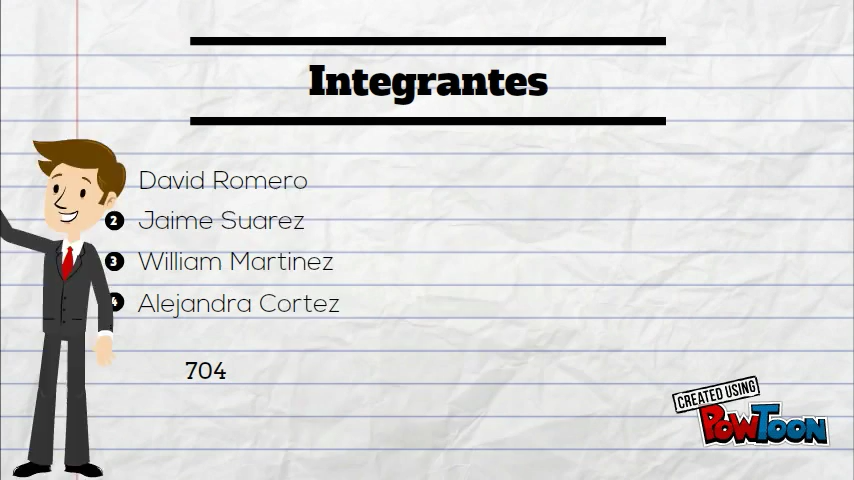 Integrantes
David Romero
2 Jaime Suarez
3 William Martinez
4 Alejandra Cortez
704
CREATED USING
POWTOON